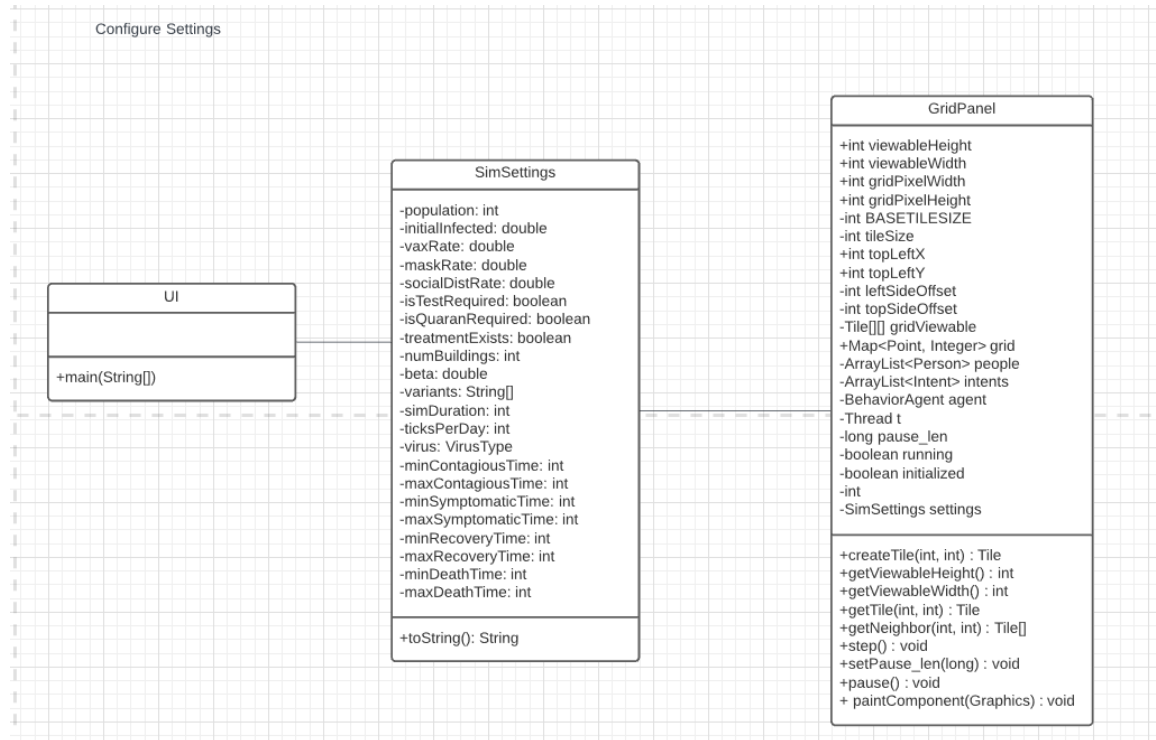 Configure Settings
UI
+main(String[])
SimSettings
-population: int
-initialInfected: double
-vaxRate: double
-maskRate: double
-socialDistRate: double
-isTestRequired: boolean
-isQuaranRequired: boolean
-treatmentExists: boolean
-numBuildings: int
-beta: double
-variants: String[]
-simDuration: int
-ticksPerDay: int
-virus: VirusType
-minContagiousTime: int
-maxContagiousTime: int
-minSymptomaticTime: int
-maxSymptomaticTime: int
-minRecoveryTime: int
-maxRecoveryTime: int
-minDeathTime: int
-maxDeathTime: int
+toString(): String
GridPanel
+int viewableHeight
+int viewableWidth
+int gridPixelWidth
+int gridPixelHeight
-int BASETILESIZE
-int tileSize
+int topLeftX
+int topLeftY
-int leftSideOffset
-int topSideOffset
-Tile[][] gridViewable
+Map<Point, Integer> grid
-ArrayList<Person> people
-ArrayList<Intent> intents
-BehaviorAgent agent
-Thread t
-long pause_len
-boolean running
-boolean initialized
-int
-SimSettings settings
+createTile(int, int) : Tile
+getViewableHeight() : int
+getViewableWidth() : int
+getTile(int, int) : Tile
+getNeighbor(int, int) : Tile[]
+step() : void
+setPause_len(long) : void
+pause() : void
+ paintComponent(Graphics) : void